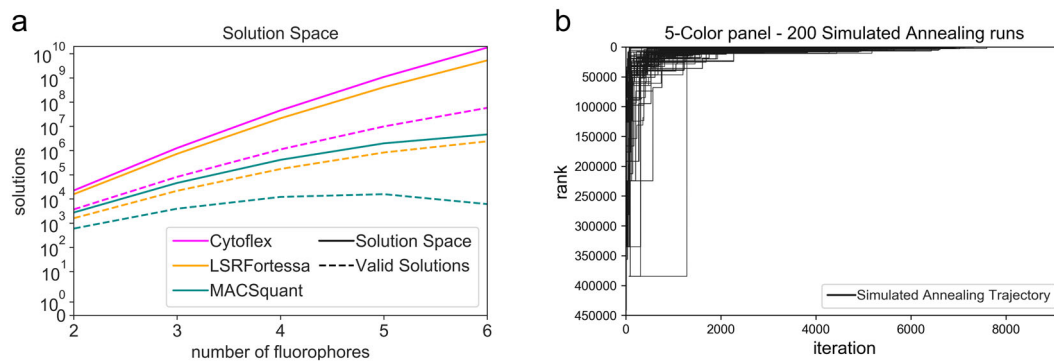 a
Solution Space
solutions
10^10
10^9
10^8
10^7
10^6
10^5
10^4
10^3
10^2
10^1
10^0
Cytoflex
LSRFortessa
MACSquant
Solution Space
Valid Solutions
2 3 4 5 6
number of fluorophores
b
5-Color panel - 200 Simulated Annealing runs
rank
0
50000
100000
150000
200000
250000
300000
350000
400000
450000
Simulated Annealing Trajectory
0 2000 4000 6000 8000
iteration